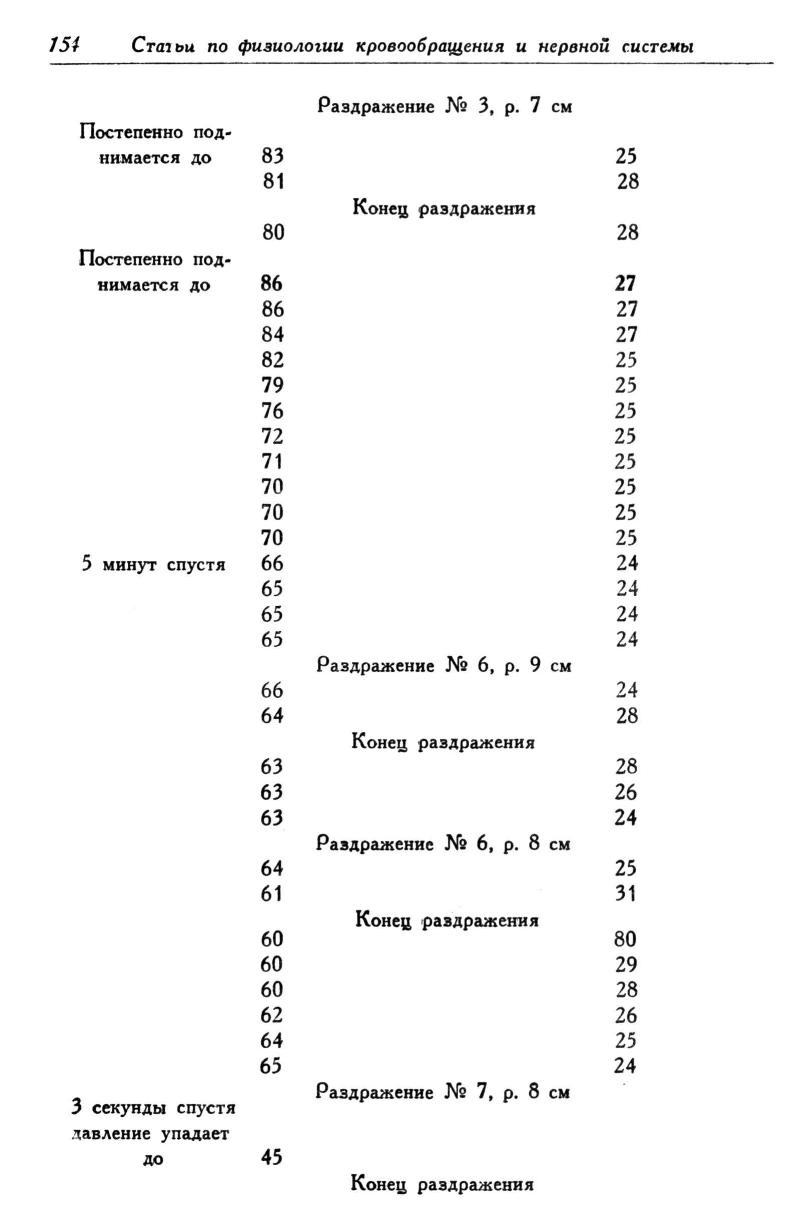 154 Статьи по физиологии кровообращения и нервной системы
Раздражение № 3, р. 7 см
Постепенно под-
нимается до 83 25
81 28
Конец раздражения
80 28
Постепенно под-
нимается до 86 27
86 27
84 27
82 25
79 25
76 25
72 25
71 25
70 25
70 25
70 25
5 минут спустя 66 24
65 24
65 24
65 24
Раздражение № 6, р. 9 см
66 24
64 28
Конец раздражения
63 28
63 26
63 24
Раздражение № 6, р. 8 см
64 25
61 31
Конец раздражения
60 80
60 29
60 28
62 26
64 25
65 24
Раздражение № 7, р. 8 см
3 секунды спустя
давление упадает
до 45
Конец раздражения